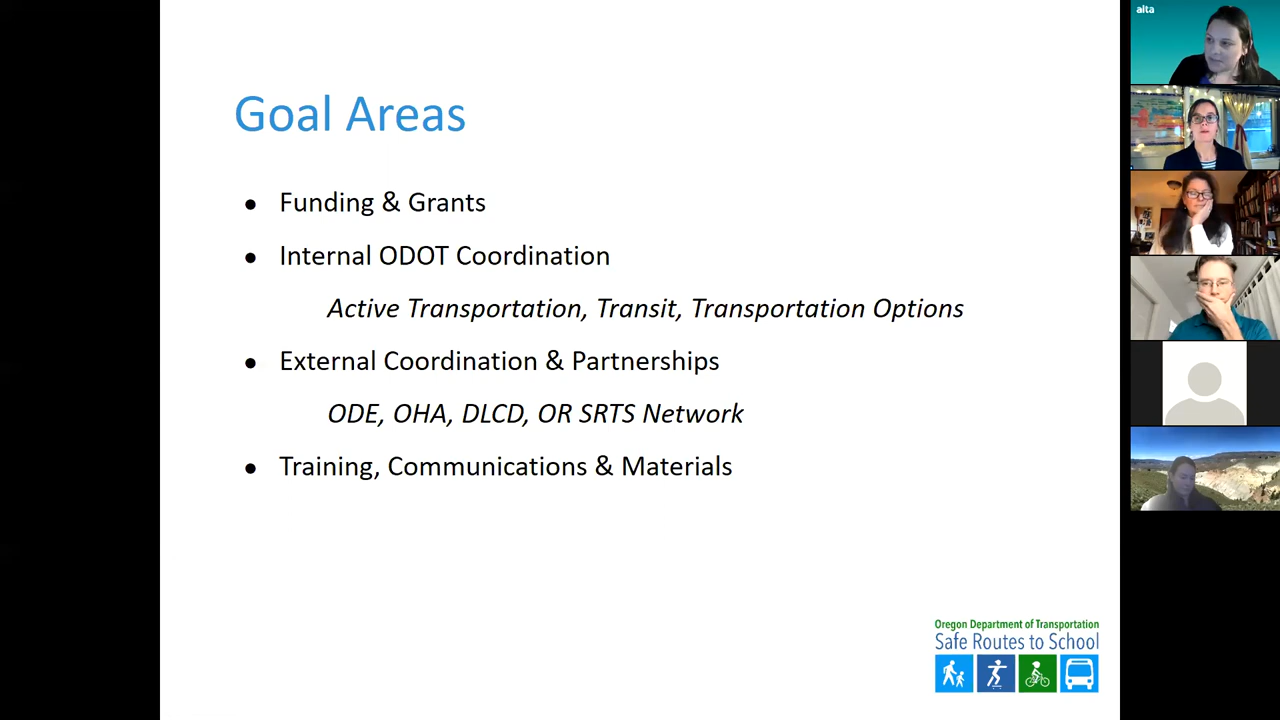 alta
Goal Areas
● Funding & Grants
● Internal ODOT Coordination
Active Transportation, Transit, Transportation Options
● External Coordination & Partnerships
ODE, OHA, DLCD, OR SRTS Network
● Training, Communications & Materials
Oregon Department of Transportation
Safe Routes to School